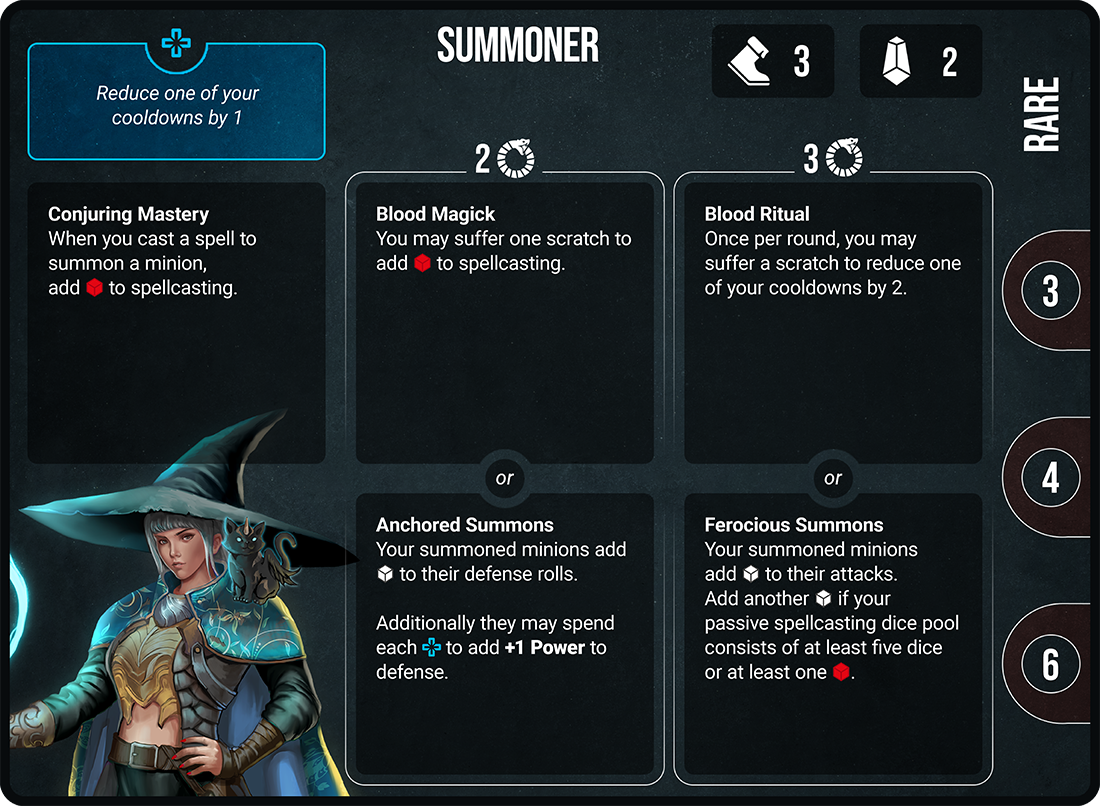 SUMMONER
3
2
RARE
Reduce one of your
cooldowns by 1
2
3
Conjuring Mastery
When you cast a spell to
summon a minion,
add to spellcasting.
Blood Magick
You may suffer one scratch to
add to spellcasting.
Blood Ritual
Once per round, you may
suffer a scratch to reduce one
of your cooldowns by 2.
or
or
Anchored Summons
Your summoned minions add
to their defense rolls.
Additionally they may spend
each to add +1 Power to
defense.
Ferocious Summons
Your summoned minions
add to their attacks.
Add another if your
passive spellcasting dice pool
consists of at least five dice
or at least one .
3
4
6